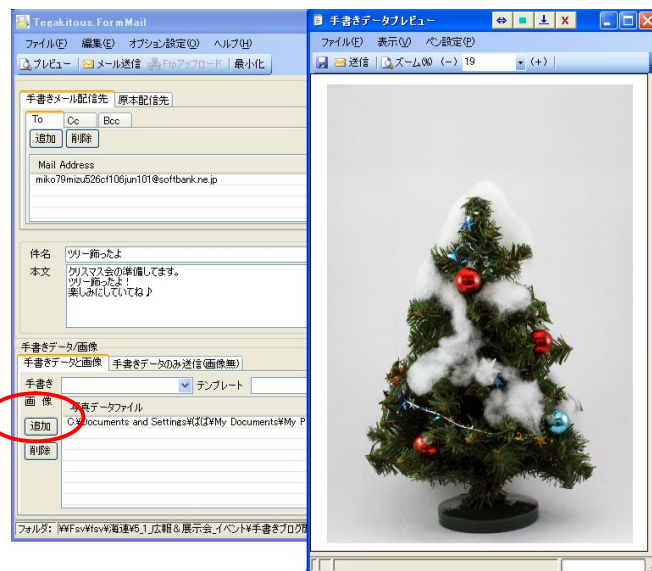 Tegakitous.FormMail
ファイル(F) 編集(E) オプション設定(O) ヘルプ(H)
プレビュー メール送信 Ftpアップロード 最小化
手書きメール配信先 原本配信先
To Cc Bcc
追加 削除
Mail Address
miko79mizu526cf106jun101@softbank.ne.jp
件名 ツリー飾ったよ
本文 クリスマス会の準備してます。
ツリー飾ったよ!
楽しみにしていてね♪
手書きデータ/画像
手書きデータと画像 手書きデータのみ送信(画像無)
手書き テンプレート
画 像 写真データファイル
追加 C:¥Documents and Settings¥ぱぱ¥My Documents¥My P
削除
フォルダ: ¥¥Fsv¥fsv¥海連¥5_1_広報&展示会_イベント¥手書きブログ
手書きデータプレビュー
ファイル(F) 表示(V) ペン設定(P)
送信 ズーム(%) (-) 19 (+)